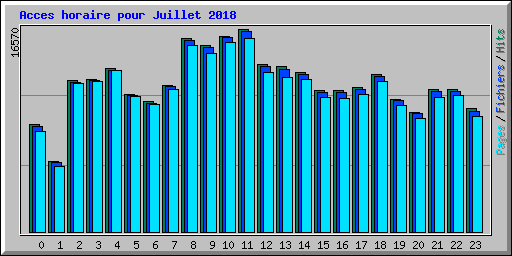 Acces horaire pour Juillet 2018
16570
Pages/Fichiers/Hits
0 1 2 3 4 5 6 7 8 9 10 11 12 13 14 15 16 17 18 19 20 21 22 23